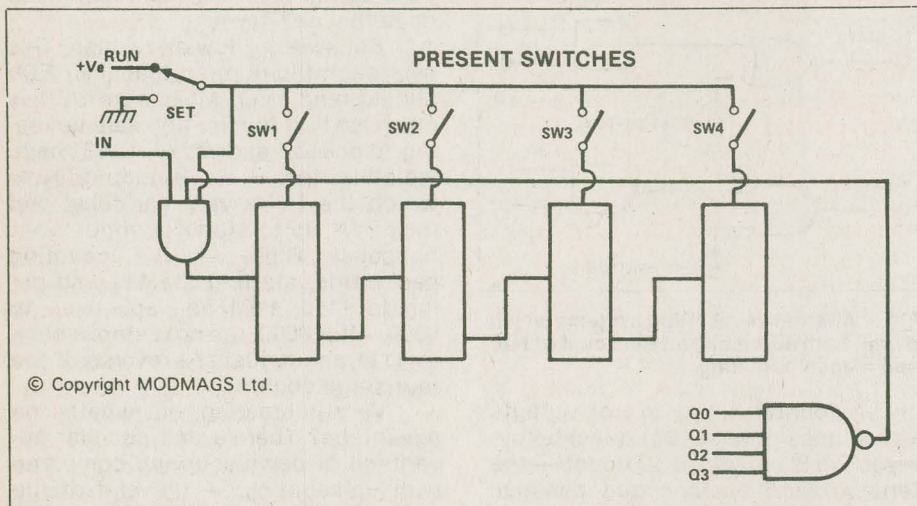 PRESENT SWITCHES
RUN
+Ve
SET
IN
SW1
SW2
SW3
SW4
© Copyright MODMAGS Ltd.
Q0
Q1
Q2
Q3